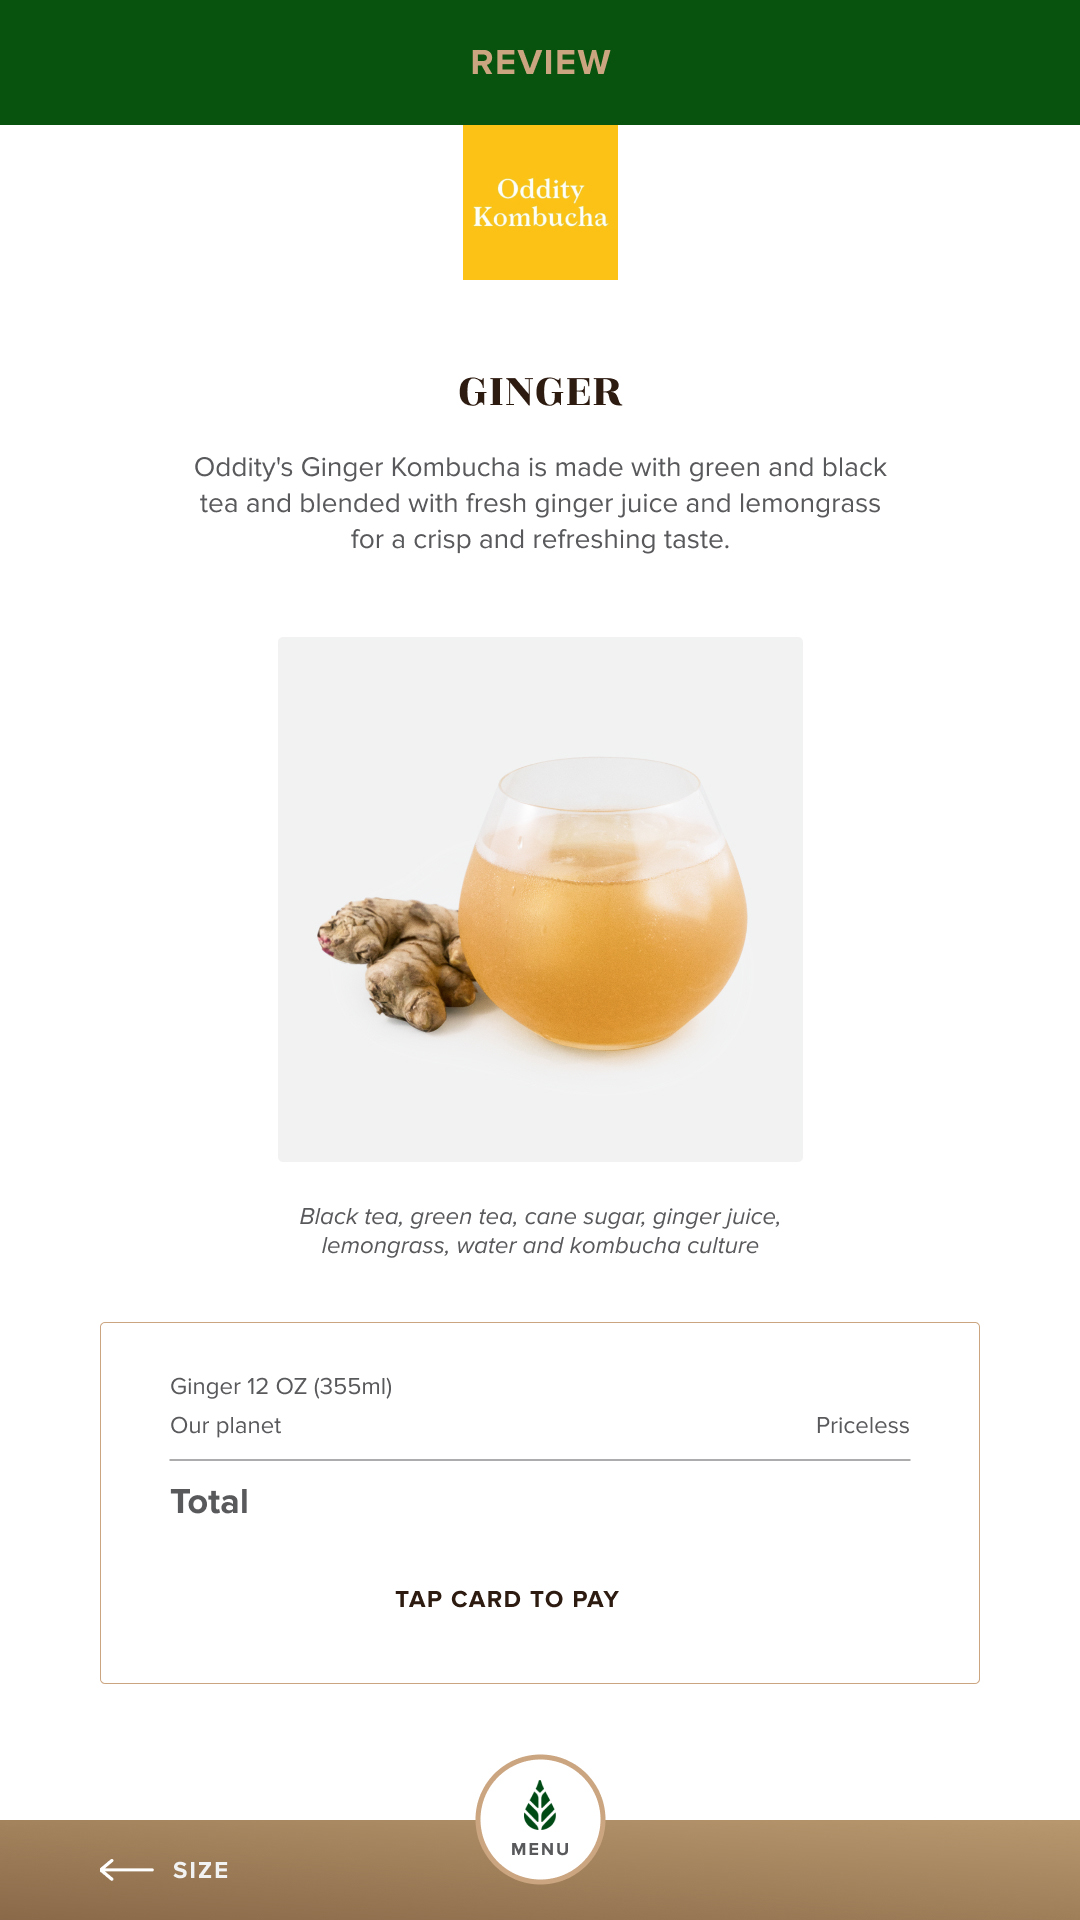 REVIEW
Oddity
Kombucha
GINGER
Oddity's Ginger Kombucha is made with green and black
tea and blended with fresh ginger juice and lemongrass
for a crisp and refreshing taste.
Black tea, green tea, cane sugar, ginger juice,
lemongrass, water and kombucha culture
Ginger 12 OZ (355ml)
Our planet Priceless
Total
TAP CARD TO PAY
MENU
SIZE